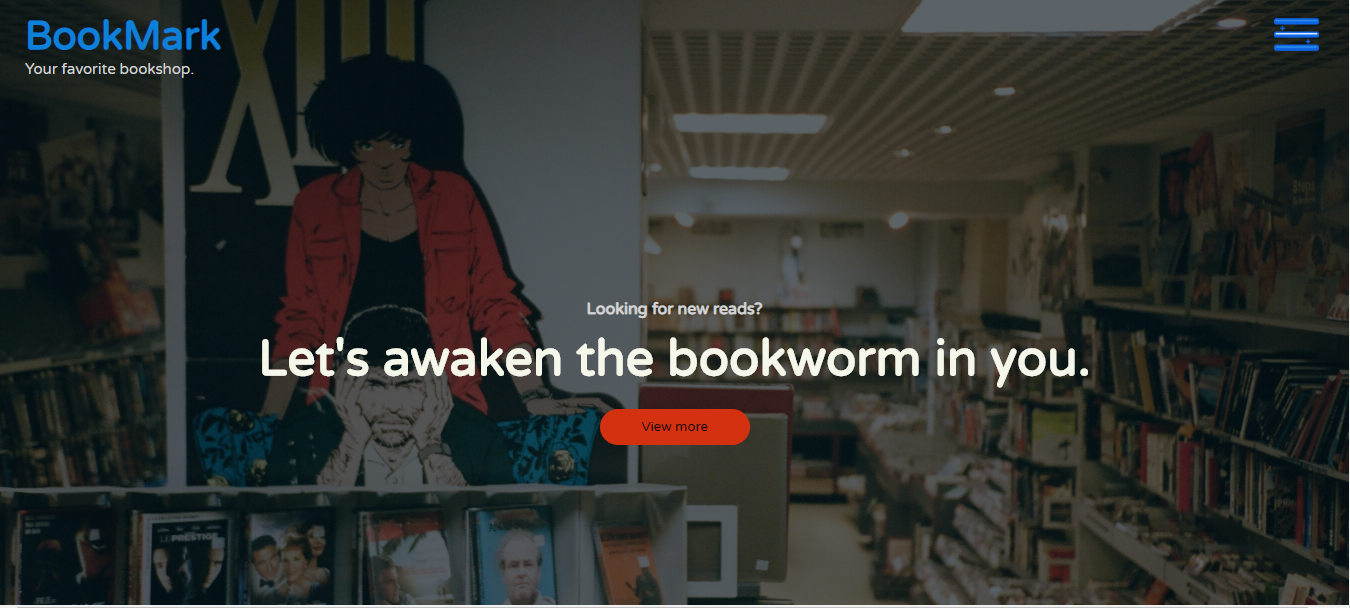 BookMark
Your favorite bookshop.
XIII
Looking for new reads?
Let's awaken the bookworm in you.
View more
LE PRESTIGE